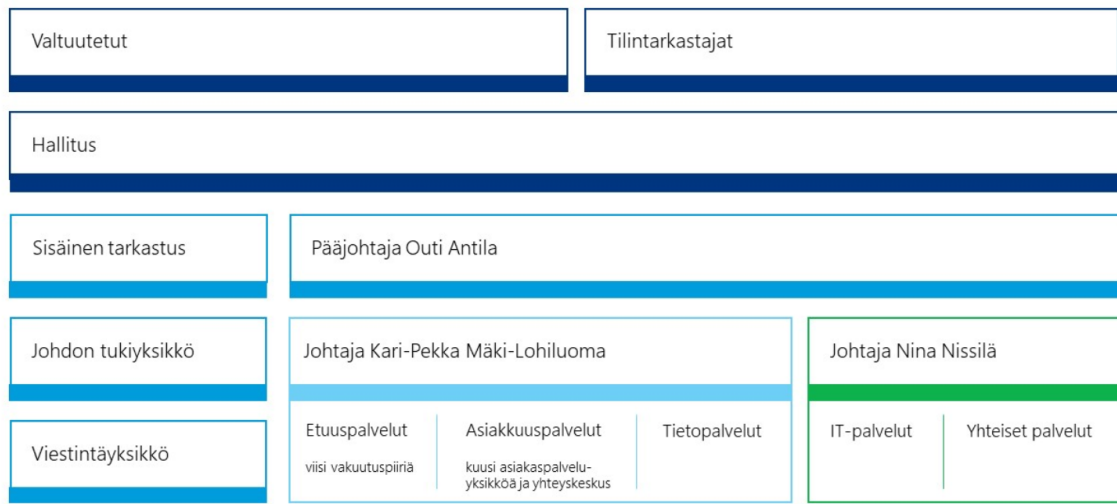 Valtuutetut
Tilintarkastajat
Hallitus
Sisäinen tarkastus
Pääjohtaja Outi Antila
Johdon tukiyksikkö
Johtaja Kari-Pekka Mäki-Lohiluoma
Johtaja Nina Nissilä
Viestintäyksikkö
Etuuspalvelut
viisi vakuutuspiiriä
Asiakkuuspalvelut
kuusi asiakaspalvelu-
yksikköä ja yhteyskeskus
Tietopalvelut
IT-palvelut
Yhteiset palvelut